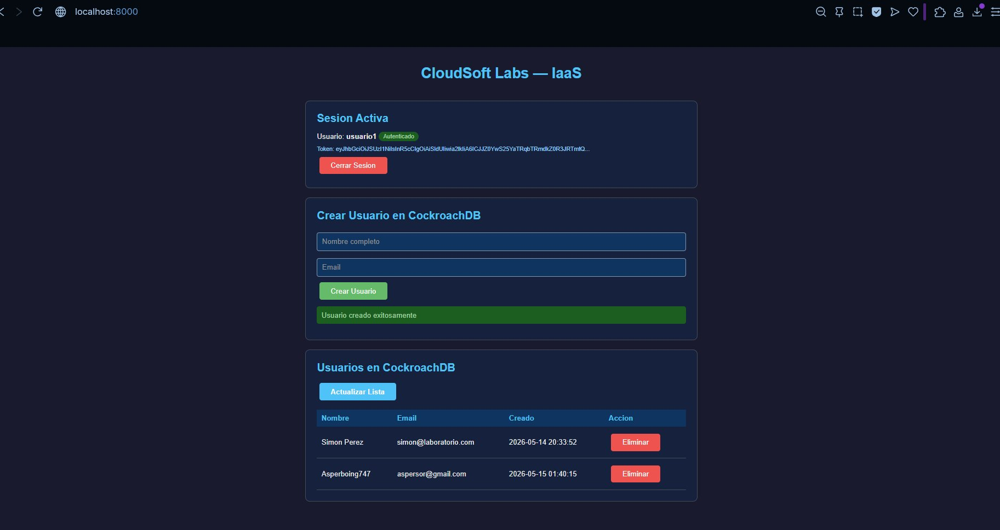 localhost:8000
CloudSoft Labs — IaaS
Sesion Activa
Usuario: usuario1 Autenticado
Token:
Cerrar Sesion
Crear Usuario en CockroachDB
Nombre completo
Email
Crear Usuario
Usuario creado exitosamente
Usuarios en CockroachDB
Actualizar Lista
Nombre Email Creado Accion
Simon Perez simon@laboratorio.com 2026-05-14 20:33:52 Eliminar
Asperboing747 aspersor@gmail.com 2026-05-15 01:40:15 Eliminar